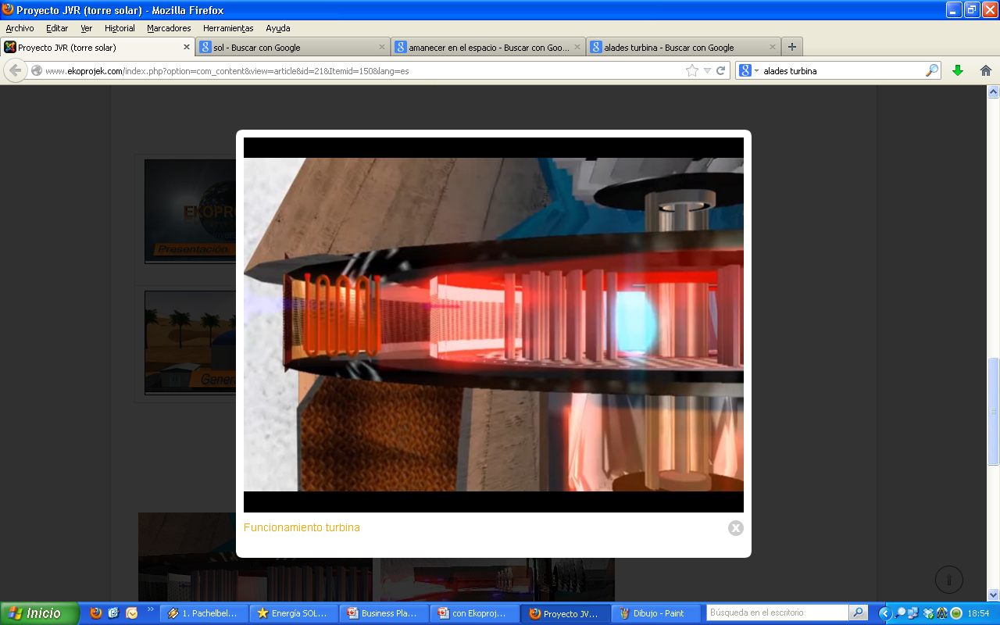 Proyecto JVR (torre solar) - Mozilla Firefox
Archivo Editar Ver Historial Marcadores Herramientas Ayuda
Proyecto JVR (torre solar)
sol - Buscar con Google
amanecer en el espacio - Buscar con Goo...
alades turbina - Buscar con Google
www.ekoprojek.com/index.php?option=com_content&view=article&id=21&Itemid=150&lang=es
alades turbina
Presentación
Funcionamiento turbina
Inicio
1. Pachelbel...
Energía SOL...
Business Pla...
con Ekoproj...
Proyecto JV...
Dibujo - Paint
Búsqueda en el escritorio
18:54